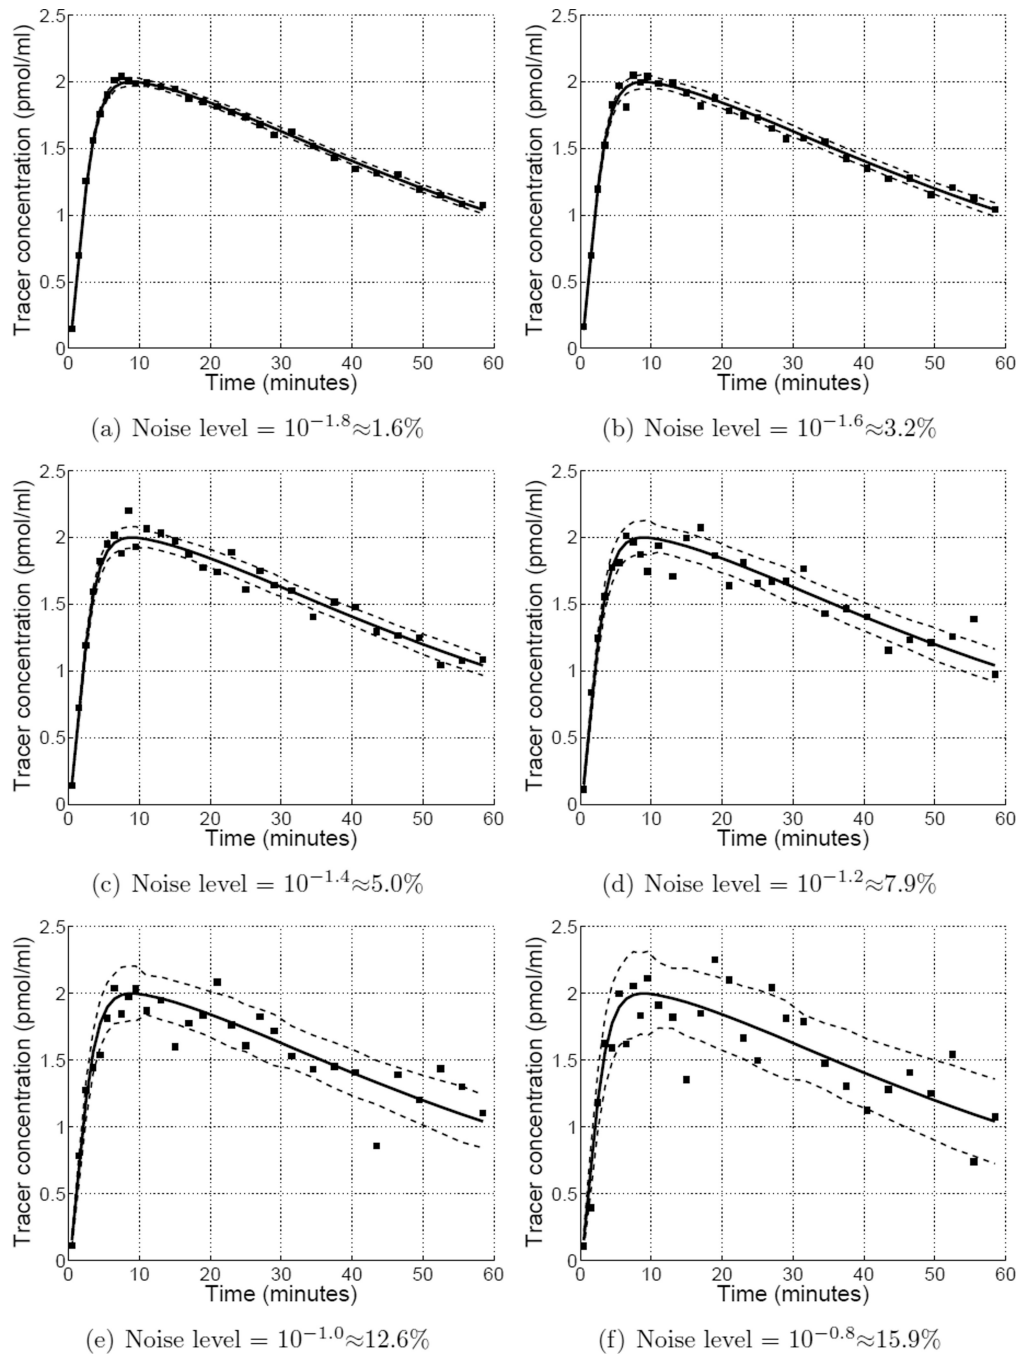 2.5
2
1.5
1
0.5
0
Tracer concentration (pmol/ml)
0 10 20 30 40 50 60
Time (minutes)
(a) Noise level = 10^{-1.8}≈1.6%
2.5
2
1.5
1
0.5
0
Tracer concentration (pmol/ml)
0 10 20 30 40 50 60
Time (minutes)
(b) Noise level = 10^{-1.6}≈3.2%
2.5
2
1.5
1
0.5
0
Tracer concentration (pmol/ml)
0 10 20 30 40 50 60
Time (minutes)
(c) Noise level = 10^{-1.4}≈5.0%
2.5
2
1.5
1
0.5
0
Tracer concentration (pmol/ml)
0 10 20 30 40 50 60
Time (minutes)
(d) Noise level = 10^{-1.2}≈7.9%
2.5
2
1.5
1
0.5
0
Tracer concentration (pmol/ml)
0 10 20 30 40 50 60
Time (minutes)
(e) Noise level = 10^{-1.0}≈12.6%
2.5
2
1.5
1
0.5
0
Tracer concentration (pmol/ml)
0 10 20 30 40 50 60
Time (minutes)
(f) Noise level = 10^{-0.8}≈15.9%